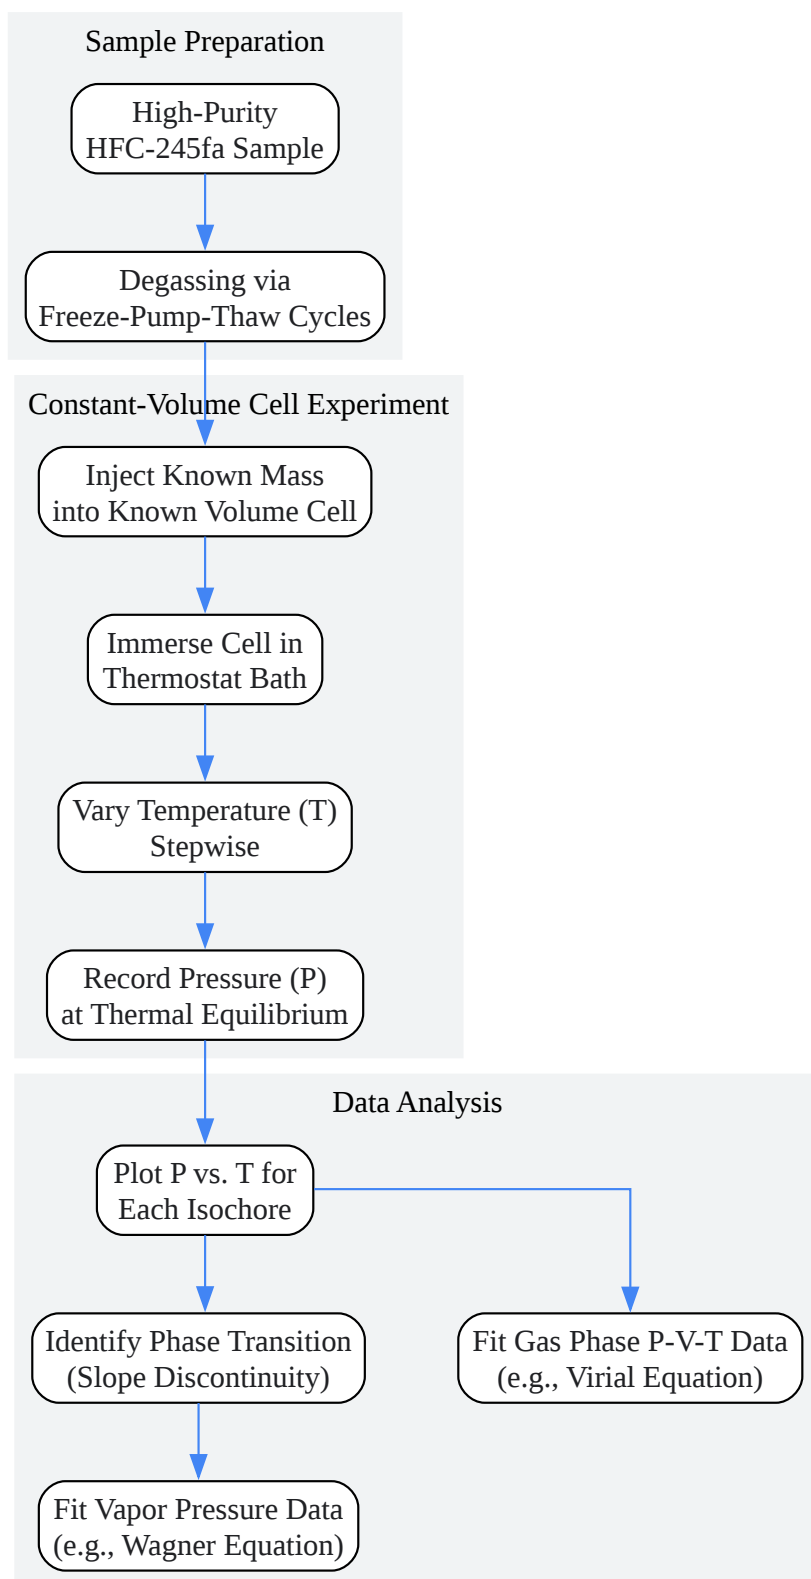 Sample Preparation
High-Purity
HFC-245fa Sample
Degassing via
Freeze-Pump-Thaw Cycles
Constant-Volume Cell Experiment
Inject Known Mass
into Known Volume Cell
Immerse Cell in
Thermostat Bath
Vary Temperature (T)
Stepwise
Record Pressure (P)
at Thermal Equilibrium
Data Analysis
Plot P vs. T for
Each Isochore
Identify Phase Transition
(Slope Discontinuity)
Fit Gas Phase P-V-T Data
(e.g., Virial Equation)
Fit Vapor Pressure Data
(e.g., Wagner Equation)